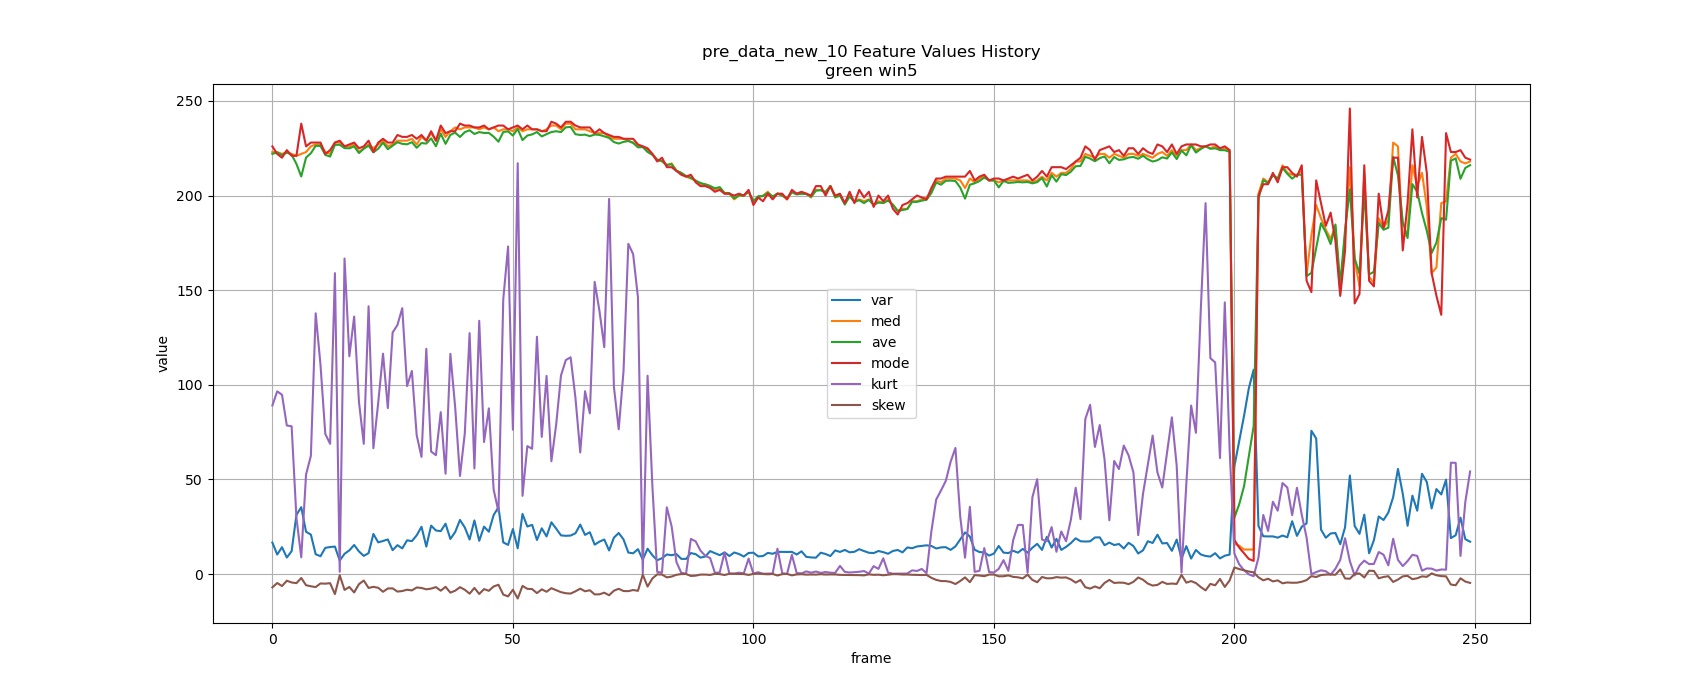 pre_data_new_10 Feature Values History
green win5
250
200
150
100
50
0
value
var
med
ave
mode
kurt
skew
0
50
100
150
200
250
frame